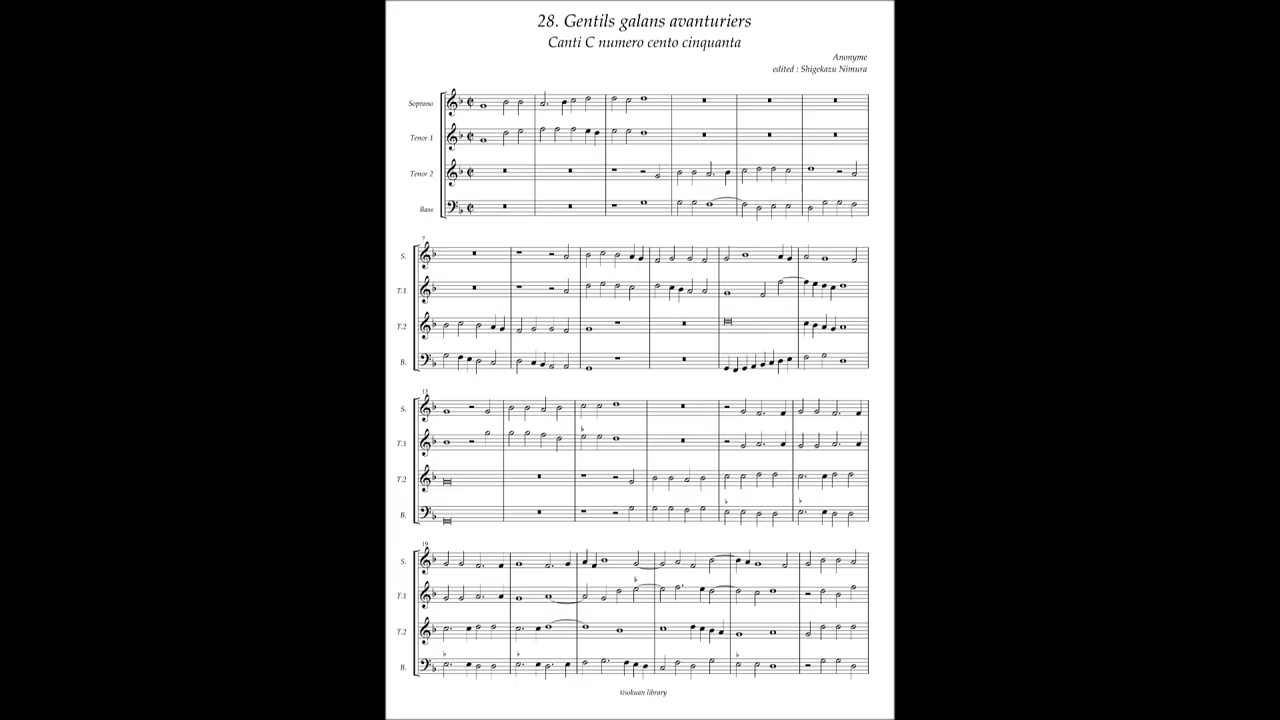 28. Gentils galans avanturiers
Canti C numero cento cinquanta
Anonyme
edited : Shigekazu Nimura
Soprano
Tenor 1
Tenor 2
Bass
7
S.
T.1
T.2
B.
13
S.
T.1
T.2
B.
19
S.
T.1
T.2
B.
tisokuan library